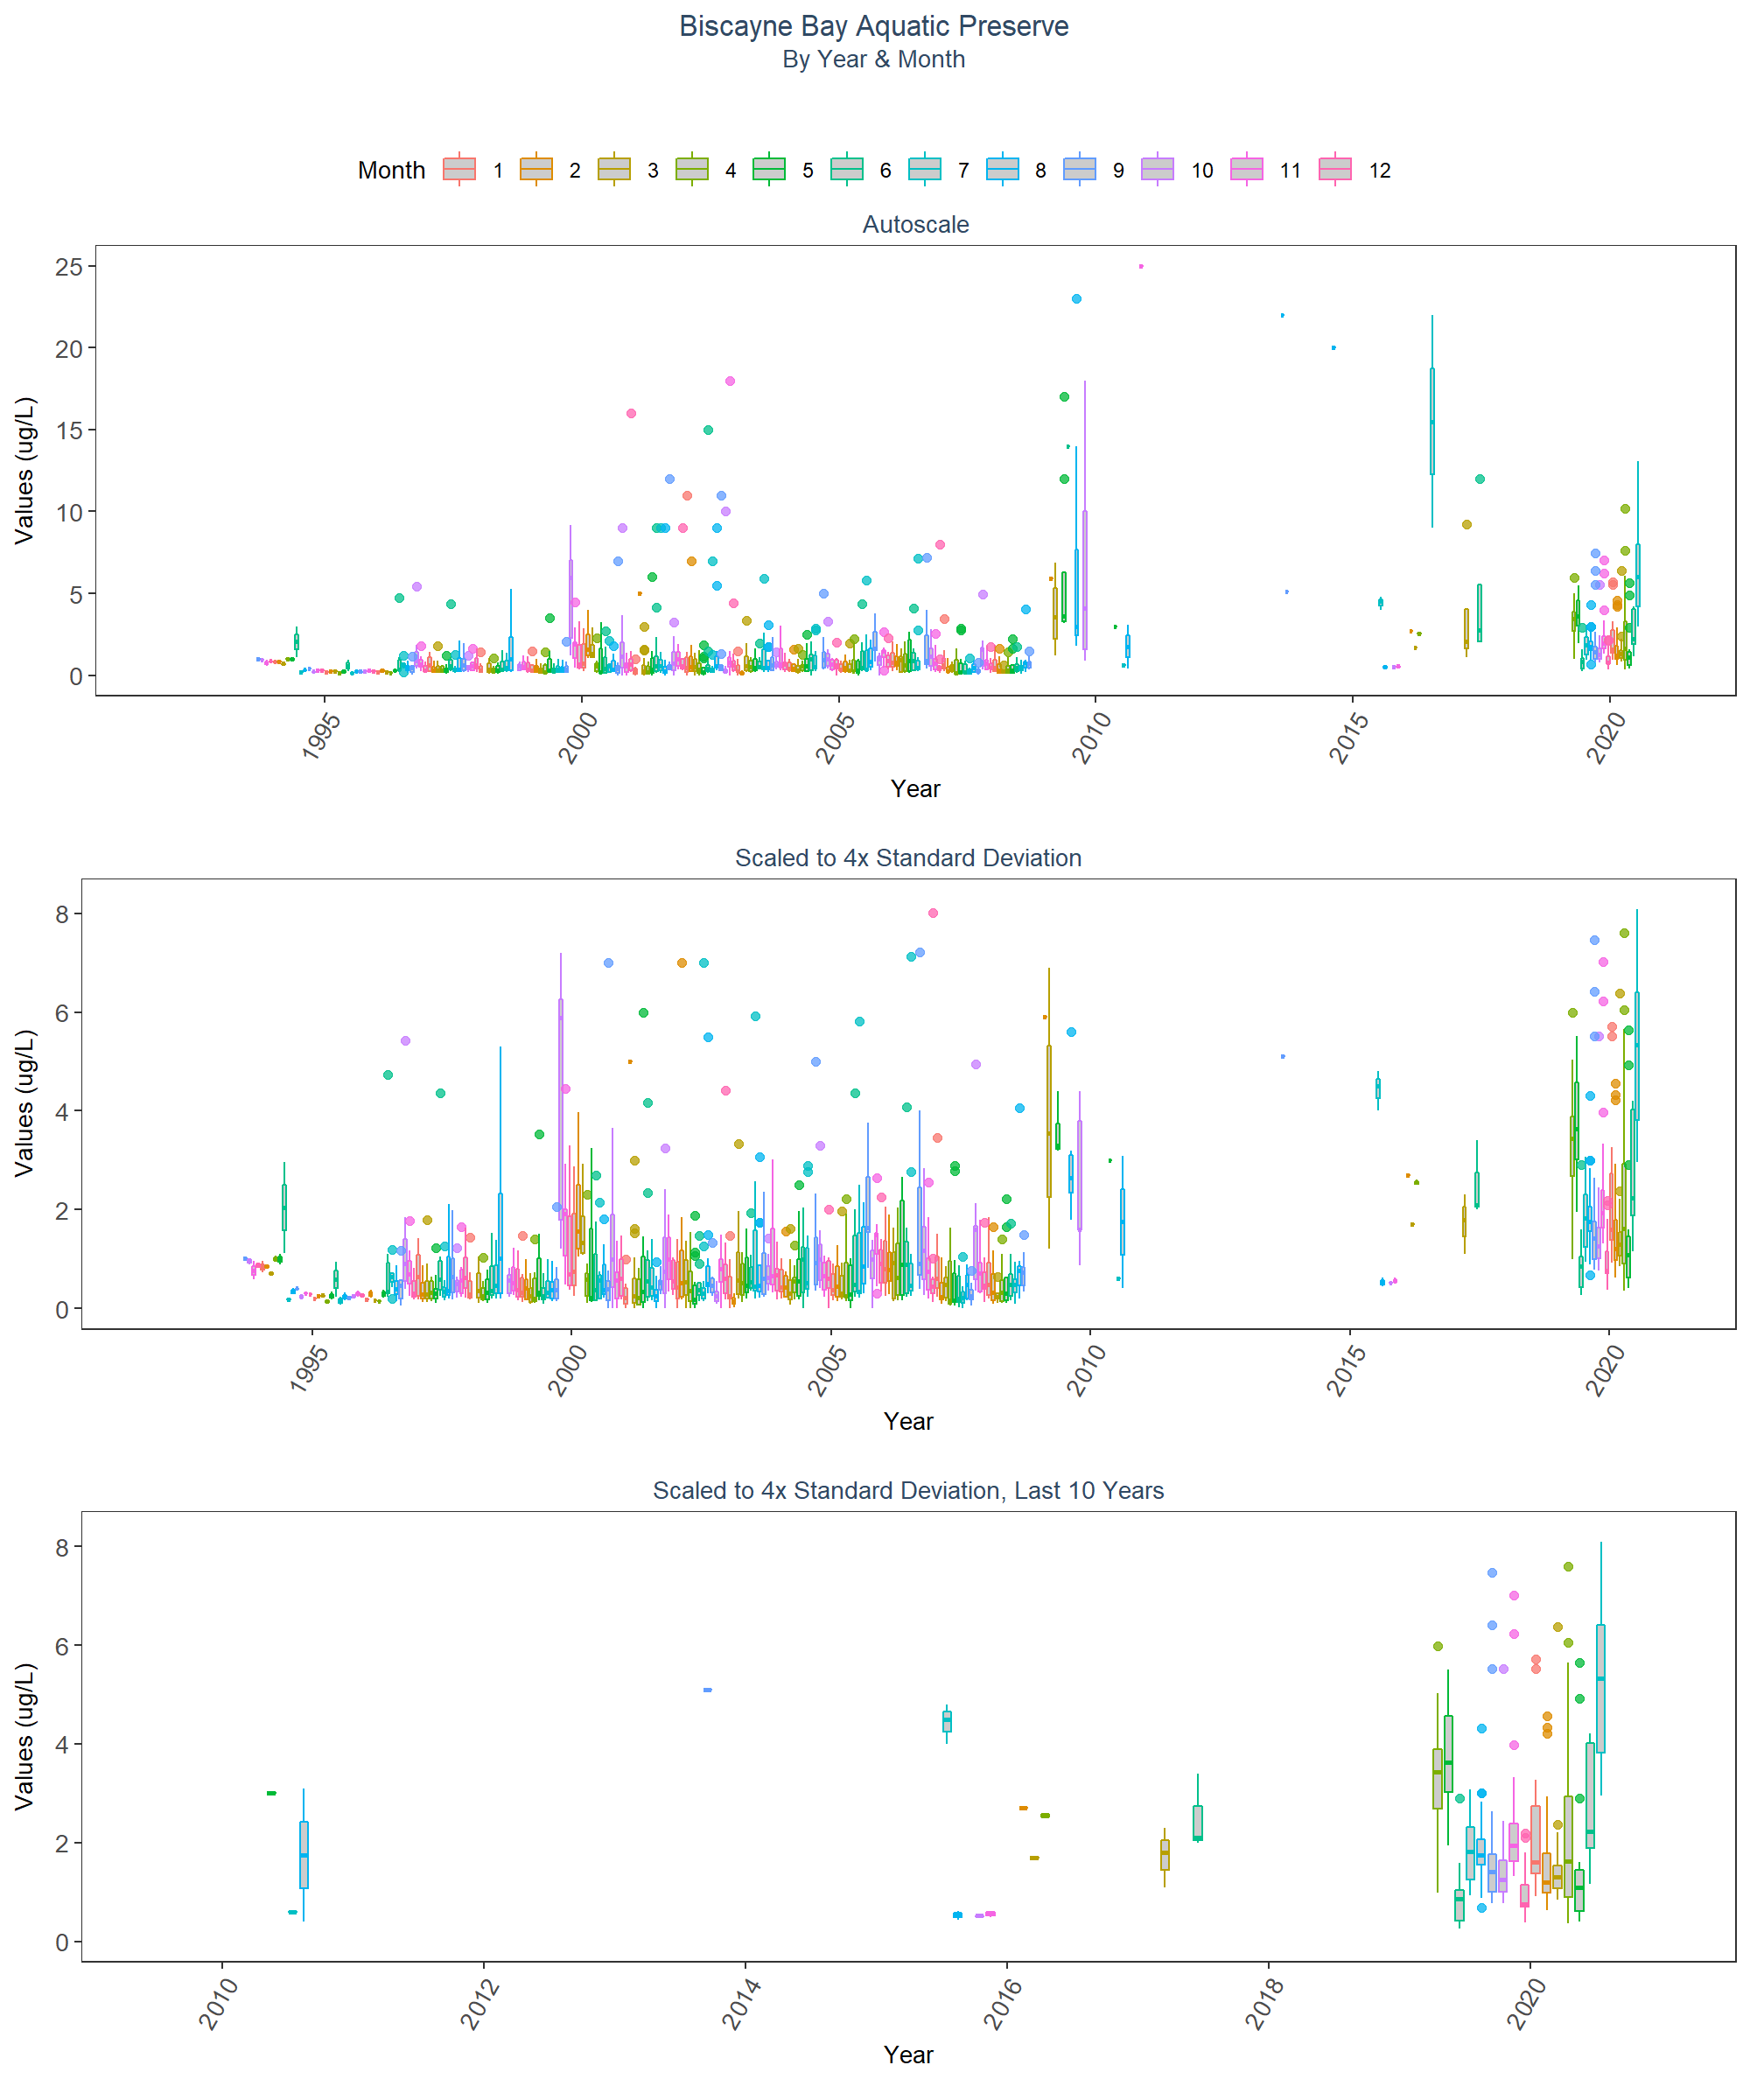 Biscayne Bay Aquatic Preserve
By Year & Month
Month 1 2 3 4 5 6 7 8 9 10 11 12
Autoscale
Values (ug/L)
25
20
15
10
5
0
1995 2000 2005 2010 2015 2020
Year
Scaled to 4x Standard Deviation
Values (ug/L)
8
6
4
2
0
1995 2000 2005 2010 2015 2020
Year
Scaled to 4x Standard Deviation, Last 10 Years
Values (ug/L)
8
6
4
2
0
2010 2012 2014 2016 2018 2020
Year